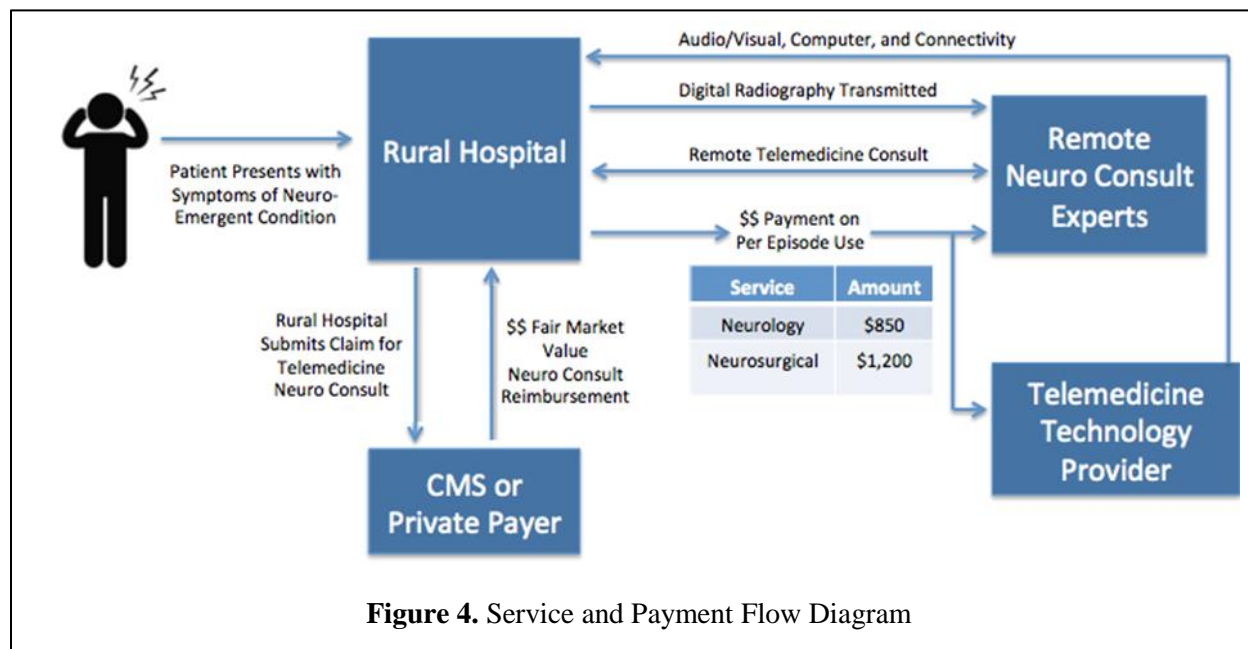 Audio/Visual, Computer, and Connectivity
Digital Radiography Transmitted
Rural Hospital
Remote
Neuro Consult
Experts
Remote Telemedicine Consult
Patient Presents with
Symptoms of Neuro-
Emergent Condition
$$ Payment on
Per Episode Use
Service Amount
Neurology $850
Neurosurgical $1,200
Rural Hospital
Submits Claim for
Telemedicine
Neuro Consult
$$ Fair Market
Value
Neuro Consult
Reimbursement
Telemedicine
Technology
Provider
CMS or
Private Payer
Figure 4. Service and Payment Flow Diagram